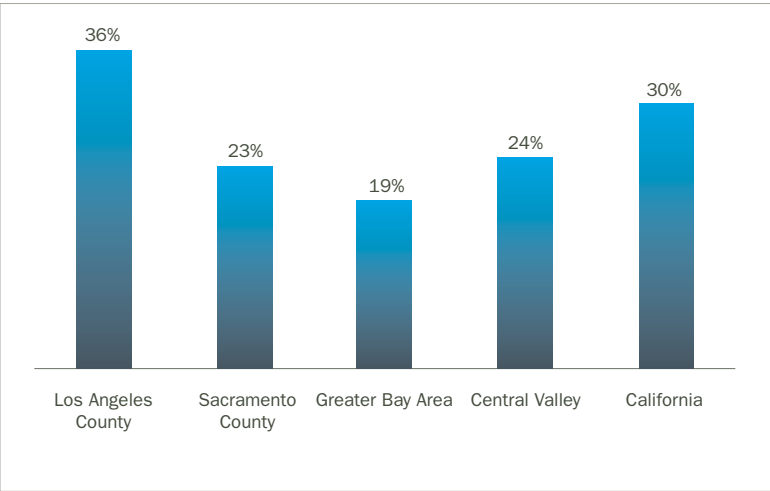 36%
23%
19%
24%
30%
Los Angeles
County
Sacramento
County
Greater Bay Area
Central Valley
California